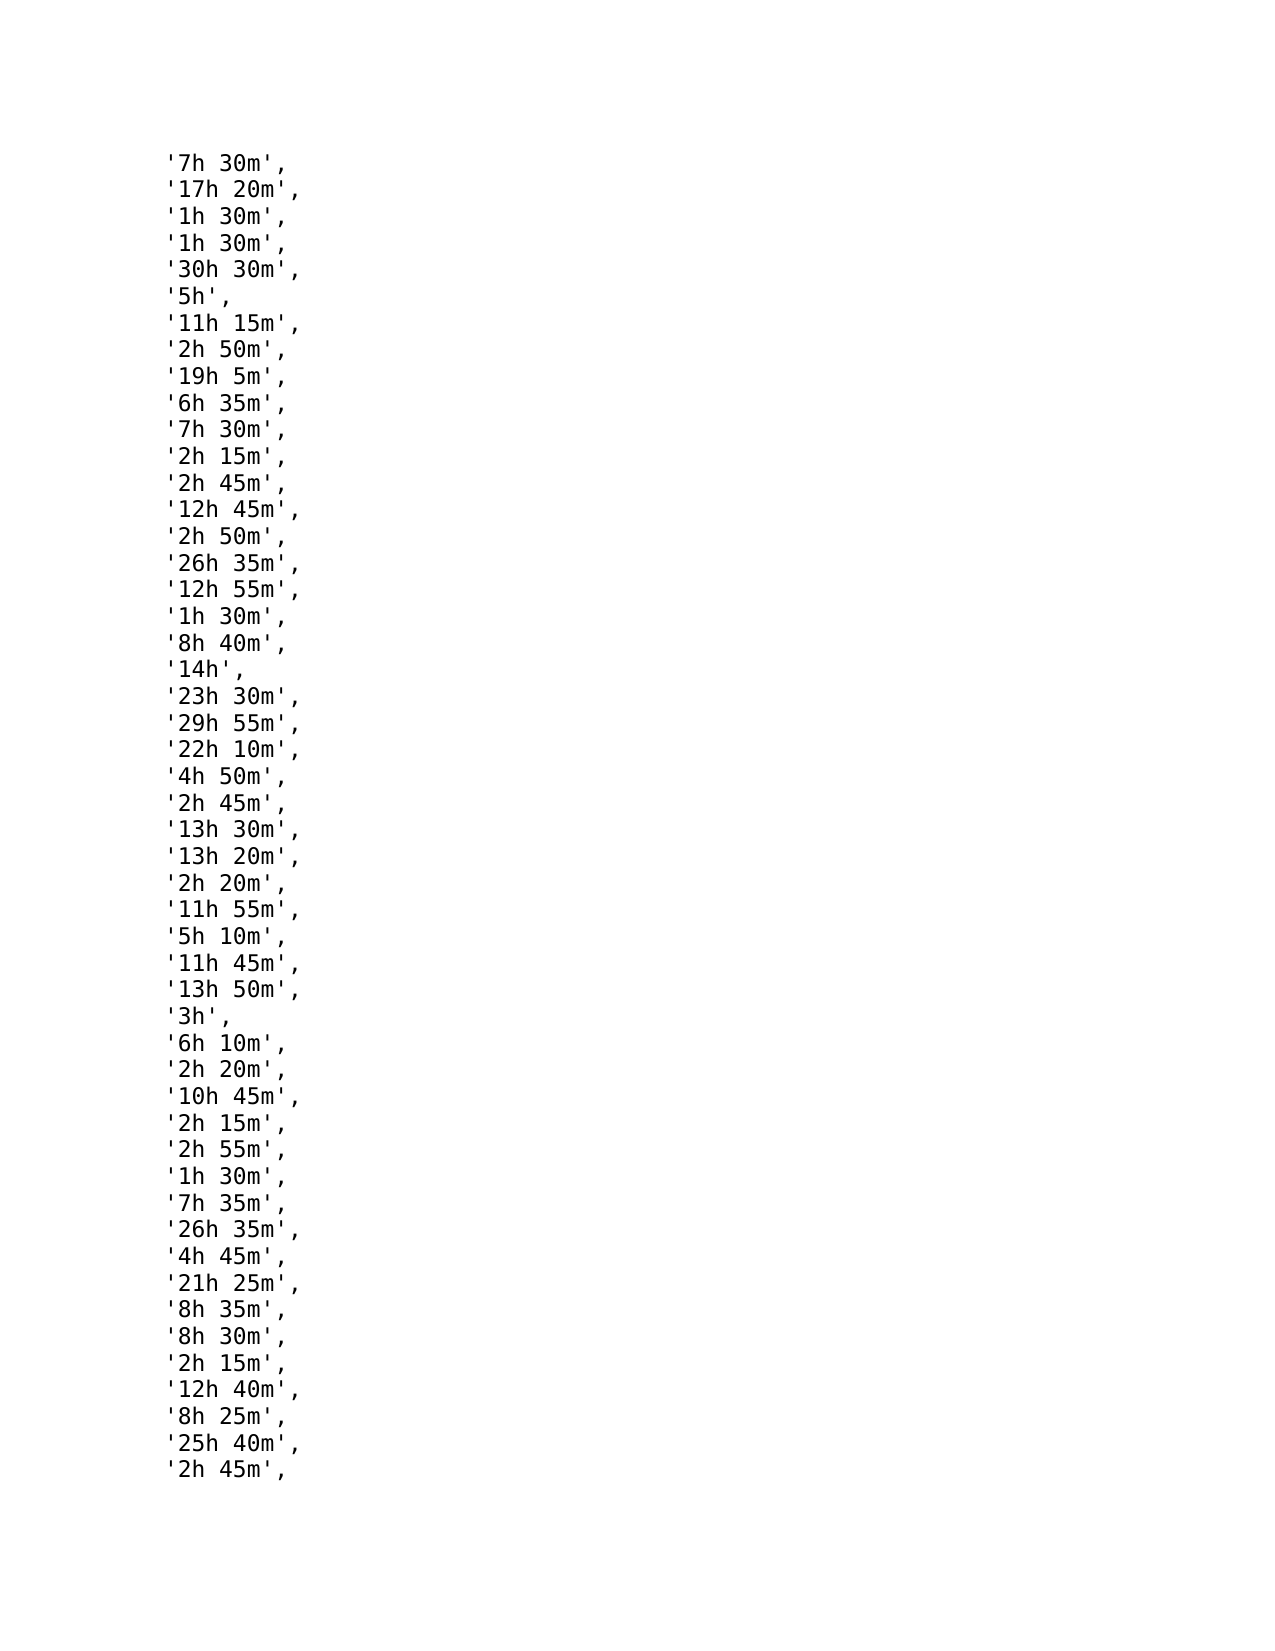 '7h 30m',
'17h 20m',
'1h 30m',
'1h 30m',
'30h 30m',
'5h',
'11h 15m',
'2h 50m',
'19h 5m',
'6h 35m',
'7h 30m',
'2h 15m',
'2h 45m',
'12h 45m',
'2h 50m',
'26h 35m',
'12h 55m',
'1h 30m',
'8h 40m',
'14h',
'23h 30m',
'29h 55m',
'22h 10m',
'4h 50m',
'2h 45m',
'13h 30m',
'13h 20m',
'2h 20m',
'11h 55m',
'5h 10m',
'11h 45m',
'13h 50m',
'3h',
'6h 10m',
'2h 20m',
'10h 45m',
'2h 15m',
'2h 55m',
'1h 30m',
'7h 35m',
'26h 35m',
'4h 45m',
'21h 25m',
'8h 35m',
'8h 30m',
'2h 15m',
'12h 40m',
'8h 25m',
'25h 40m',
'2h 45m',